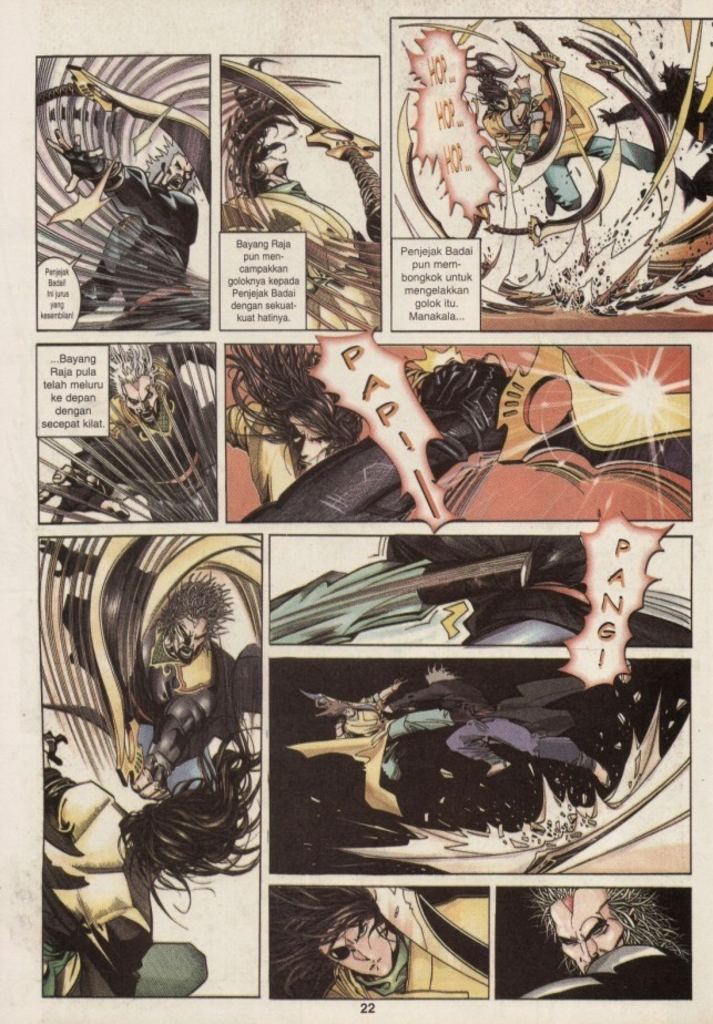 Penjejak
Badai!
Ini jurus
yang
kesembilan!
Bayang Raja
pun men-
campakkan
goloknya kepada
Penjejak Badai
dengan sekuat-
kuat hatinya.
HOP...
HOP...
HOP...
Penjejak Badai
pun mem-
bongkok untuk
mengelakkan
golok itu.
Manakala...
...Bayang
Raja pula
telah meluru
ke depan
dengan
secepat kilat.
PAP!!
PANG!
22